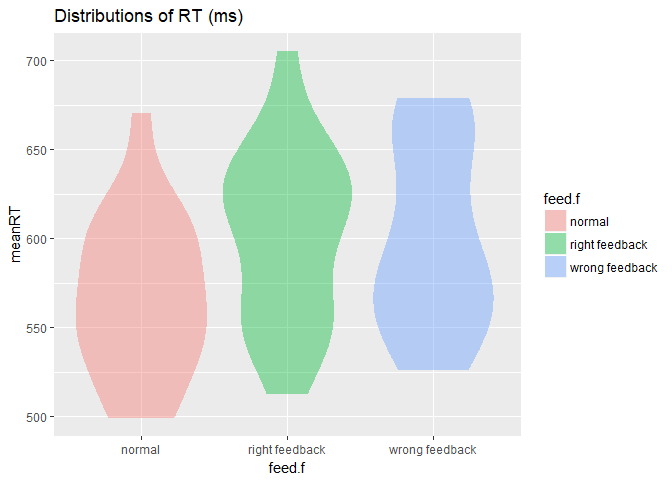 Distributions of RT (ms)
700
650
600
550
500
meanRT
normal
right feedback
wrong feedback
feed.f
feed.f
normal
right feedback
wrong feedback